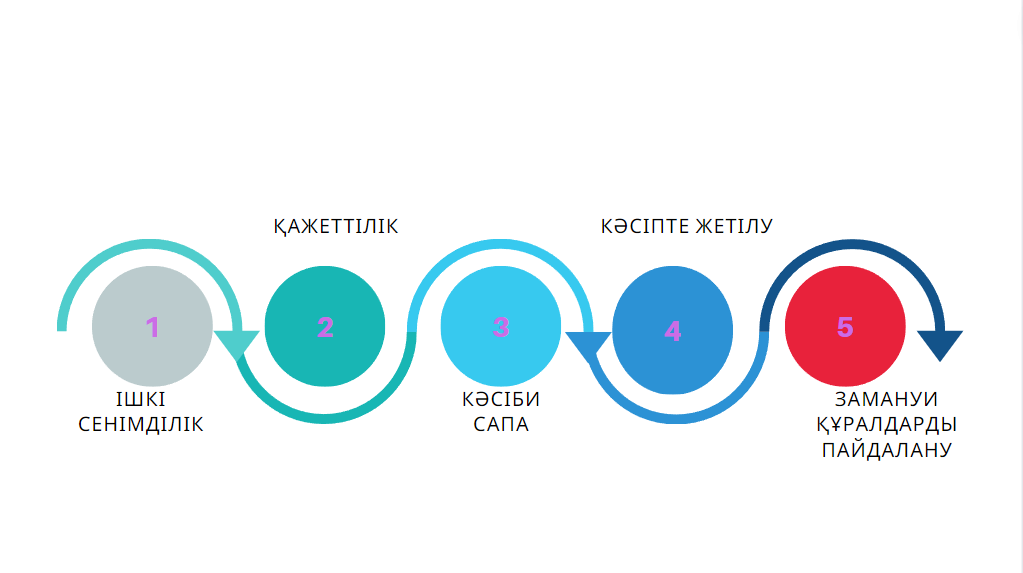 ҚАЖЕТТІЛІК
КӘСІПТЕ ЖЕТІЛУ
1
2
3
4
5
ІШКІ
СЕНІМДІЛІК
КӘСІБИ
САПА
ЗАМАНУИ
ҚҰРАЛДАРДЫ
ПАЙДАЛАНУ